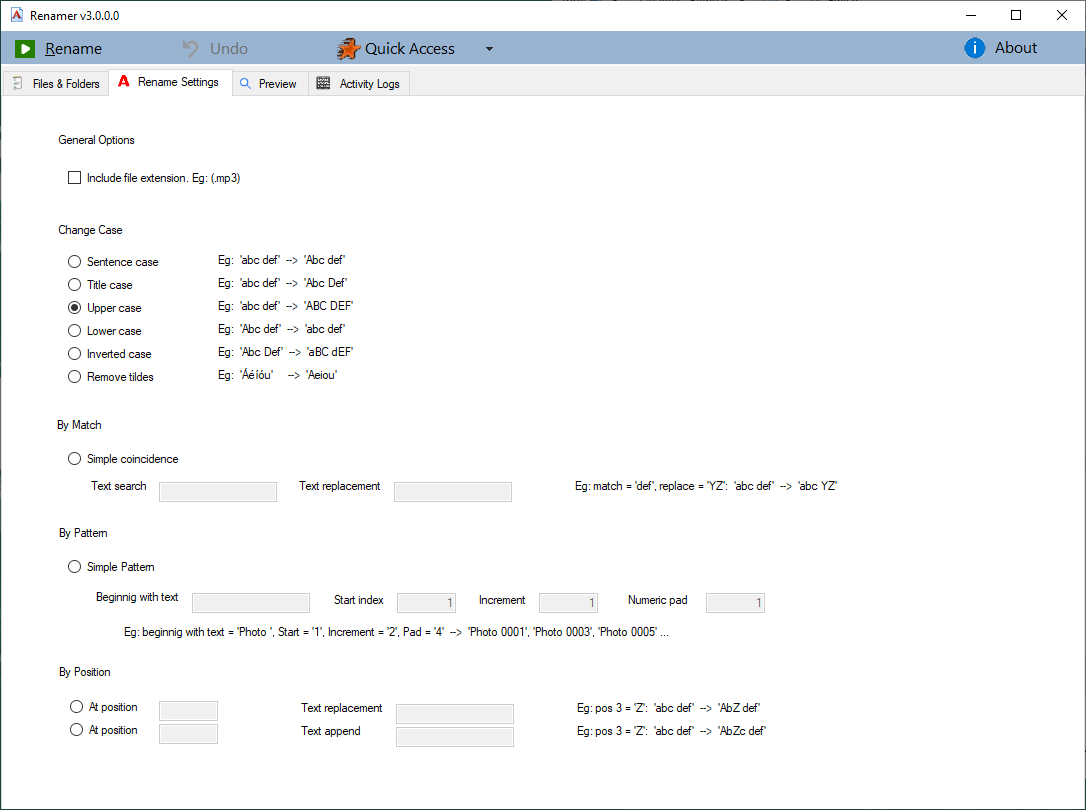 Renamer v3.0.0.0
Rename Undo Quick Access About
Files & Folders Rename Settings Preview Activity Logs
General Options
Include file extension. Eg: (.mp3)
Change Case
Sentence case Eg: 'abc def' --> 'Abc def'
Title case Eg: 'abc def' --> 'Abc Def'
Upper case Eg: 'abc def' --> 'ABC DEF'
Lower case Eg: 'Abc def' --> 'abc def'
Inverted case Eg: 'Abc Def' --> 'aBC dEF'
Remove tildes Eg: 'Áéíóu' --> 'Aeiou'
By Match
Simple coincidence
Text search Text replacement Eg: match = 'def', replace = 'YZ': 'abc def' --> 'abc YZ'
By Pattern
Simple Pattern
Beginnig with text Start index 1 Increment 1 Numeric pad 1
Eg: beginnig with text = 'Photo ', Start = '1', Increment = '2', Pad = '4' --> 'Photo 0001', 'Photo 0003', 'Photo 0005' ...
By Position
At position Text replacement Eg: pos 3 = 'Z': 'abc def' --> 'AbZ def'
At position Text append Eg: pos 3 = 'Z': 'abc def' --> 'AbZc def'